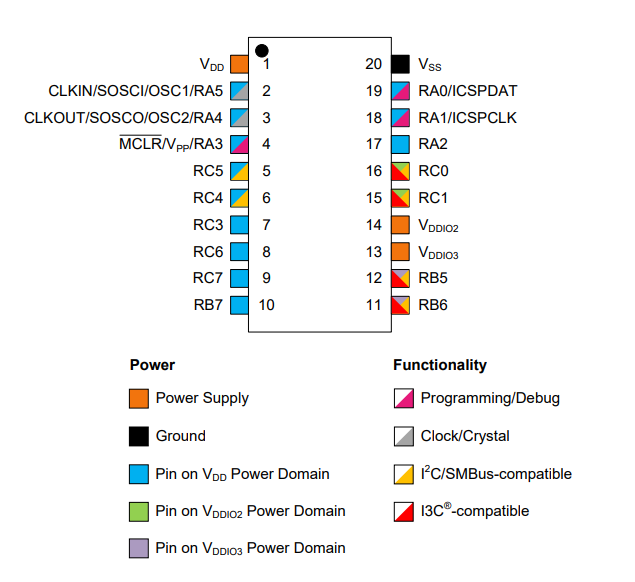 VDD 1 20 VSS
CLKIN/SOSCI/OSC1/RA5 2 19 RA0/ICSPDAT
CLKOUT/SOSCO/OSC2/RA4 3 18 RA1/ICSPCLK
MCLR/VPP/RA3 4 17 RA2
RC5 5 16 RC0
RC4 6 15 RC1
RC3 7 14 VDDIO2
RC6 8 13 VDDIO3
RC7 9 12 RB5
RB7 10 11 RB6
Power
Power Supply
Ground
Pin on VDD Power Domain
Pin on VDDIO2 Power Domain
Pin on VDDIO3 Power Domain
Functionality
Programming/Debug
Clock/Crystal
I²C/SMBus-compatible
I3C®-compatible